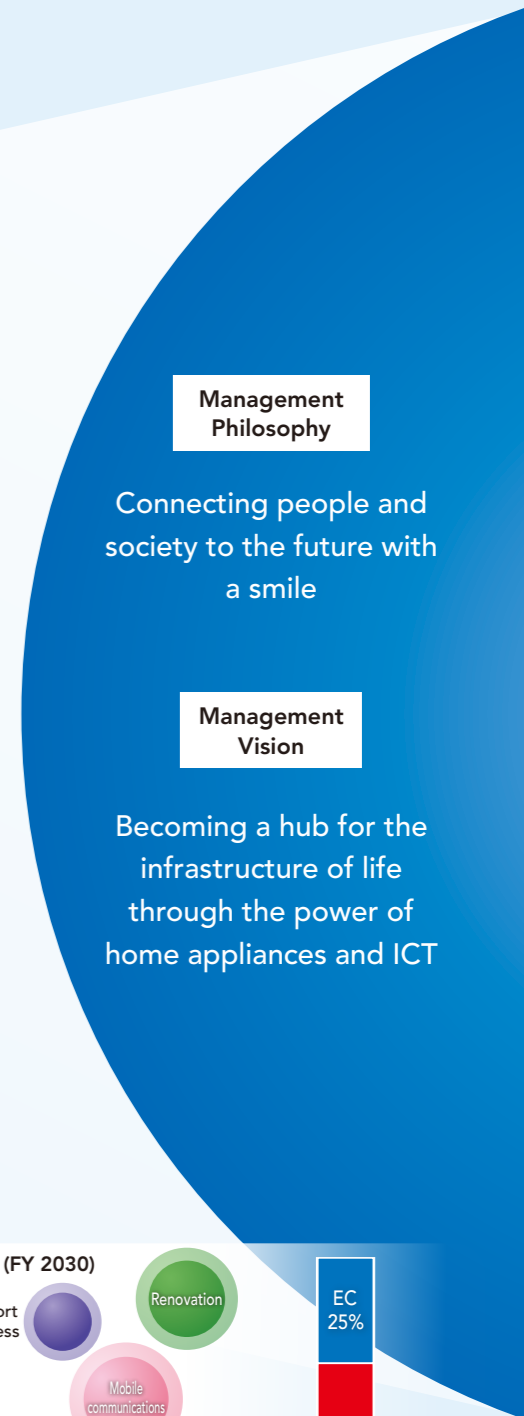 Management
Philosophy
Connecting people and
society to the future with
a smile
Management
Vision
Becoming a hub for the
infrastructure of life
through the power of
home appliances and ICT
(FY 2030)
Renovation
EC
25%
Mobile
communications